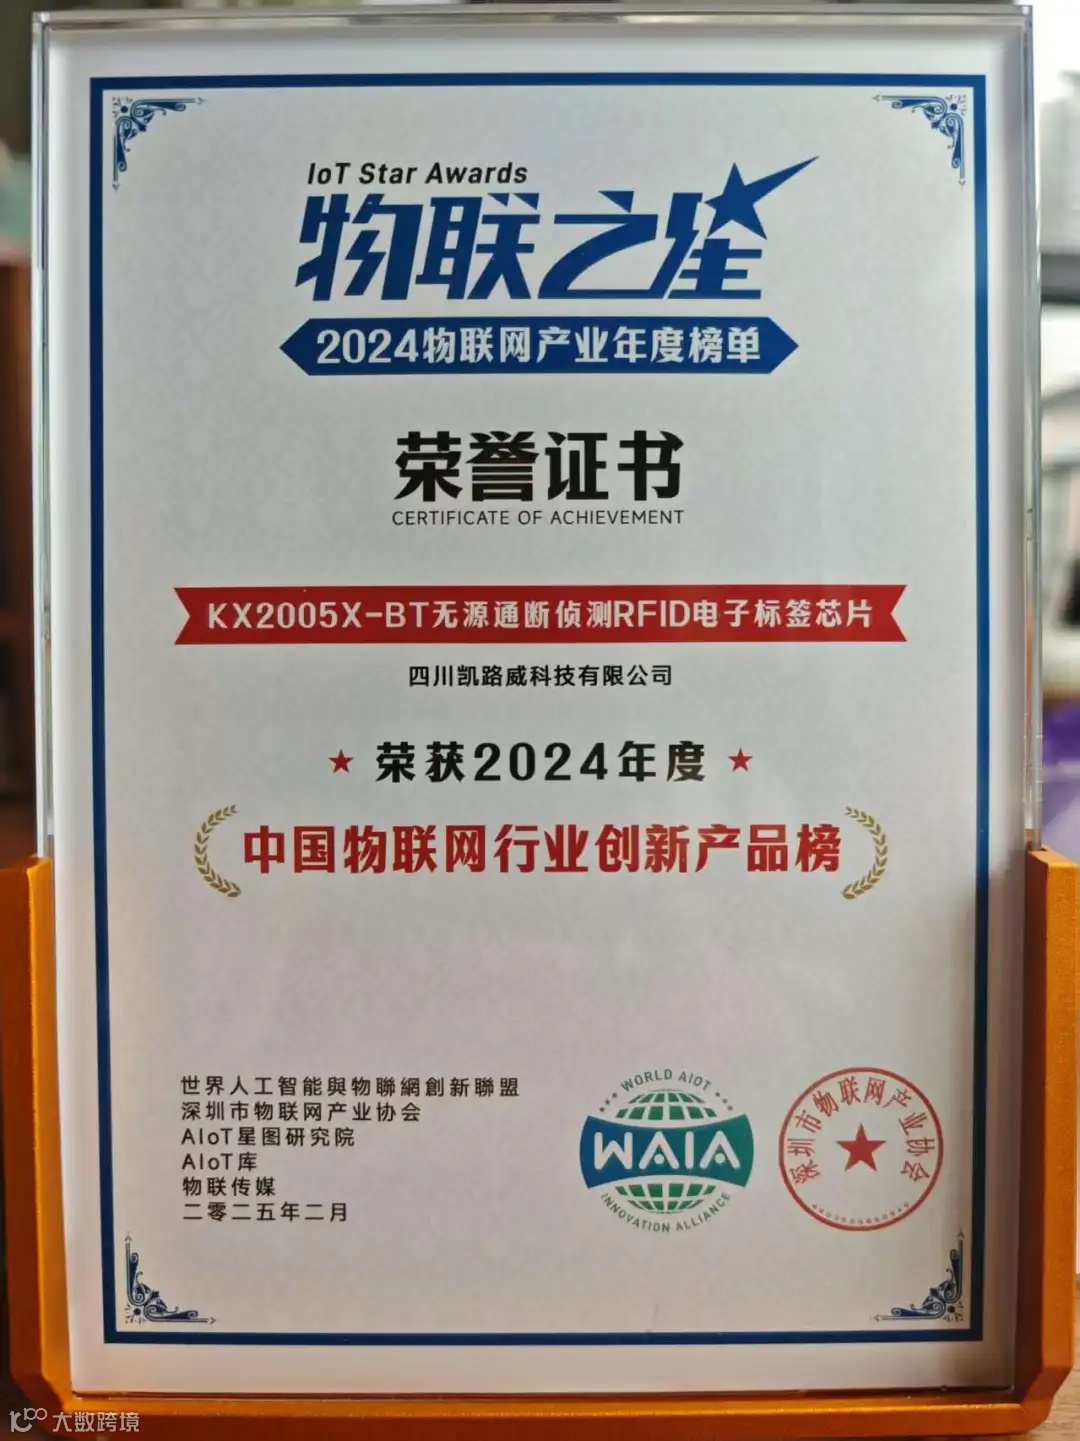 IoT Star Awards
物联之星
2024物联网产业年度榜单
荣誉证书
CERTIFICATE OF ACHIEVEMENT
KX2005X-BT无源通断侦测RFID电子标签芯片
四川凯路威科技有限公司
★ 荣获2024年度 ★
中国物联网行业创新产品榜
世界人工智能與物聯網創新聯盟
深圳市物联网产业协会
AIoT星图研究院
AIoT库
物联传媒
二零二五年二月
WORLD AIOT
WAIA
INNOVATION ALLIANCE
深圳市物联网产业协会
大数跨境